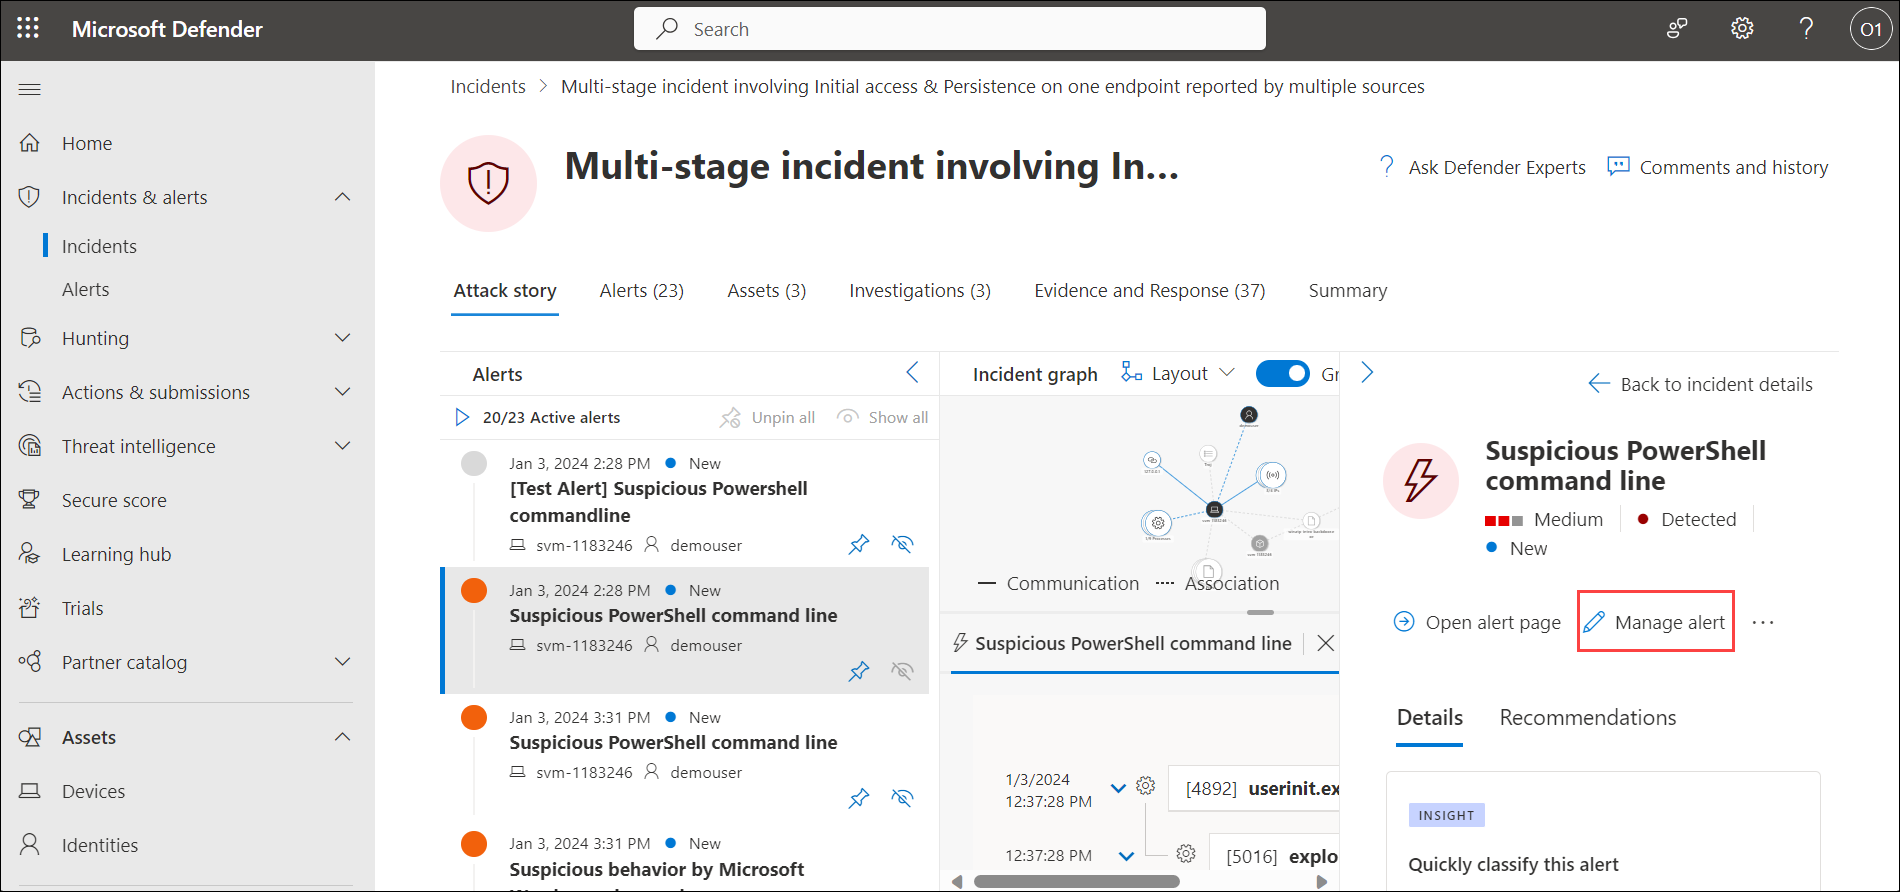 Microsoft Defender
Search
O1
Incidents > Multi-stage incident involving Initial access & Persistence on one endpoint reported by multiple sources
Home
Incidents & alerts
Incidents
Alerts
Hunting
Actions & submissions
Threat intelligence
Secure score
Learning hub
Trials
Partner catalog
Assets
Devices
Identities
Multi-stage incident involving In...
Ask Defender Experts
Comments and history
Attack story
Alerts (23)
Assets (3)
Investigations (3)
Evidence and Response (37)
Summary
Alerts
20/23 Active alerts
Unpin all
Show all
Jan 3, 2024 2:28 PM
New
[Test Alert] Suspicious Powershell
commandline
svm-1183246
demouser
Jan 3, 2024 2:28 PM
New
Suspicious PowerShell command line
svm-1183246
demouser
Jan 3, 2024 3:31 PM
New
Suspicious PowerShell command line
svm-1183246
demouser
Jan 3, 2024 3:31 PM
New
Suspicious behavior by Microsoft
Incident graph
Layout
Gr
Communication
Association
Suspicious PowerShell command line
1/3/2024
12:37:28 PM
[4892] userinit.ex
12:37:28 PM
[5016] explo
Back to incident details
Suspicious PowerShell
command line
Medium
Detected
New
Open alert page
Manage alert
...
Details
Recommendations
INSIGHT
Quickly classify this alert